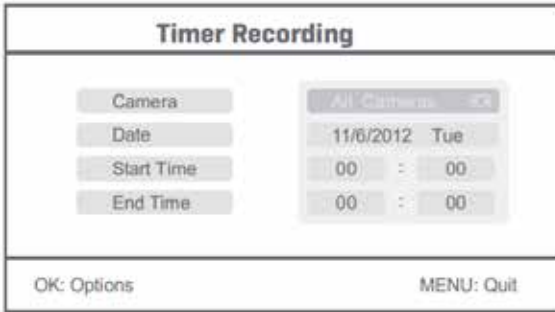 Timer Recording
Camera All Cameras
Date 11/6/2012 Tue
Start Time 00 : 00
End Time 00 : 00
OK: Options MENU: Quit